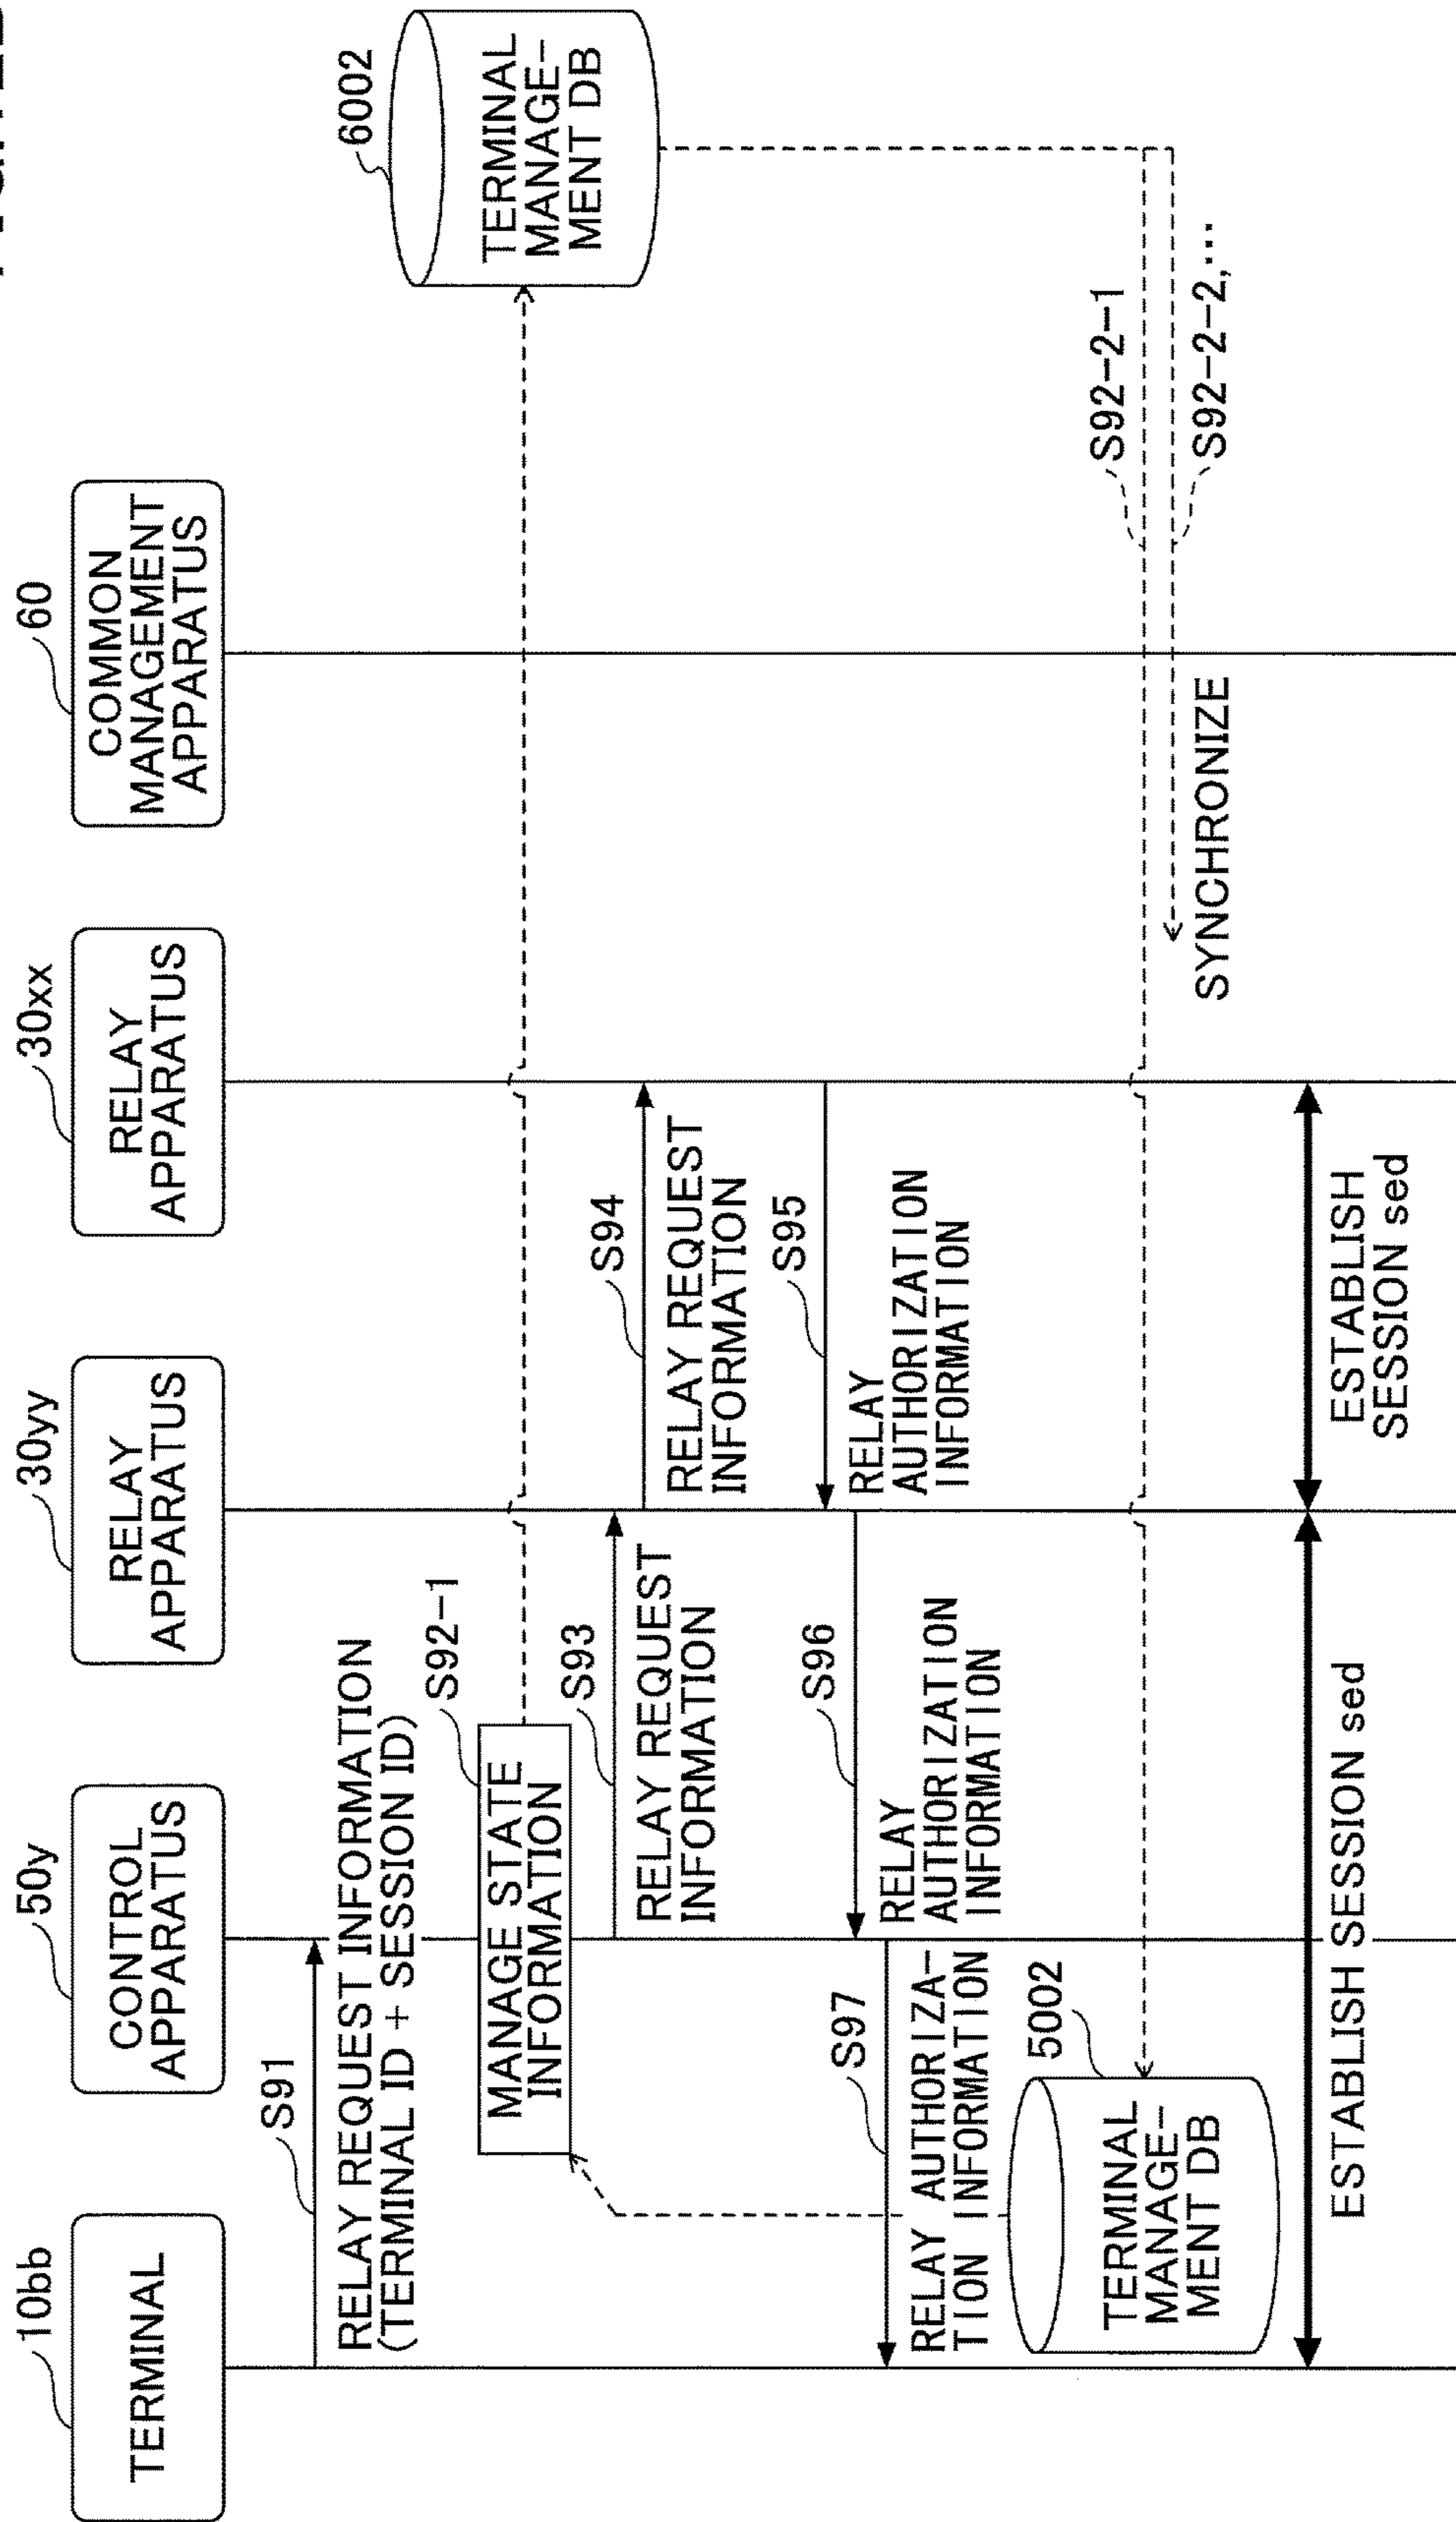 10bb
TERMINAL
50y
CONTROL
APPARATUS
30yy
RELAY
APPARATUS
30xx
RELAY
APPARATUS
60
COMMON
MANAGEMENT
APPARATUS
S91
RELAY REQUEST INFORMATION
(TERMINAL ID + SESSION ID)
6002
TERMINAL
MANAGE-
MENT DB
S92-1
MANAGE STATE
INFORMATION
S93
RELAY REQUEST
INFORMATION
S94
RELAY REQUEST
INFORMATION
S95
RELAY
AUTHORIZATION
INFORMATION
S96
RELAY
AUTHORIZATION
INFORMATION
S97
RELAY AUTHORIZA-
TION INFORMATION
5002
TERMINAL
MANAGE-
MENT DB
S92-2-1
S92-2-2,...
SYNCHRONIZE
ESTABLISH SESSION sed
ESTABLISH
SESSION sed